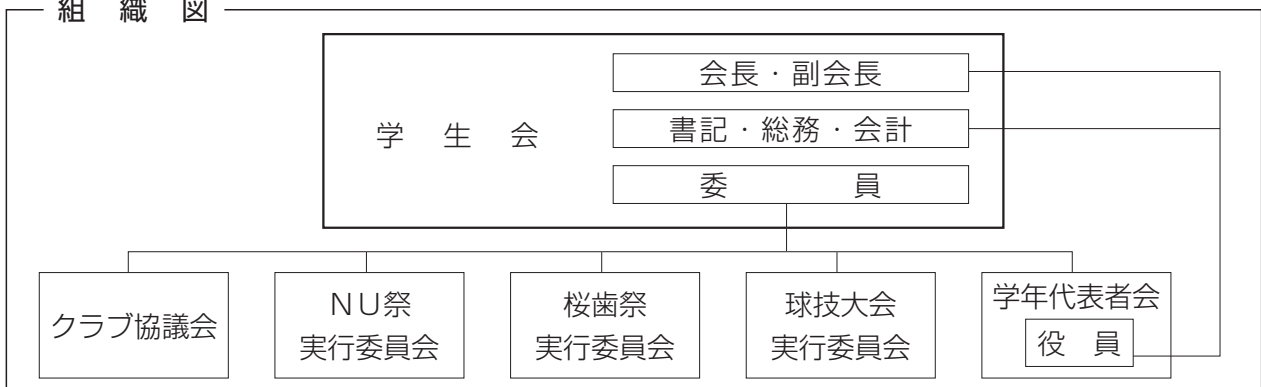 組織図
会長・副会長
学生会
書記・総務・会計
委員
クラブ協議会
ＮＵ祭
実行委員会
桜歯祭
実行委員会
球技大会
実行委員会
学年代表者会
役員